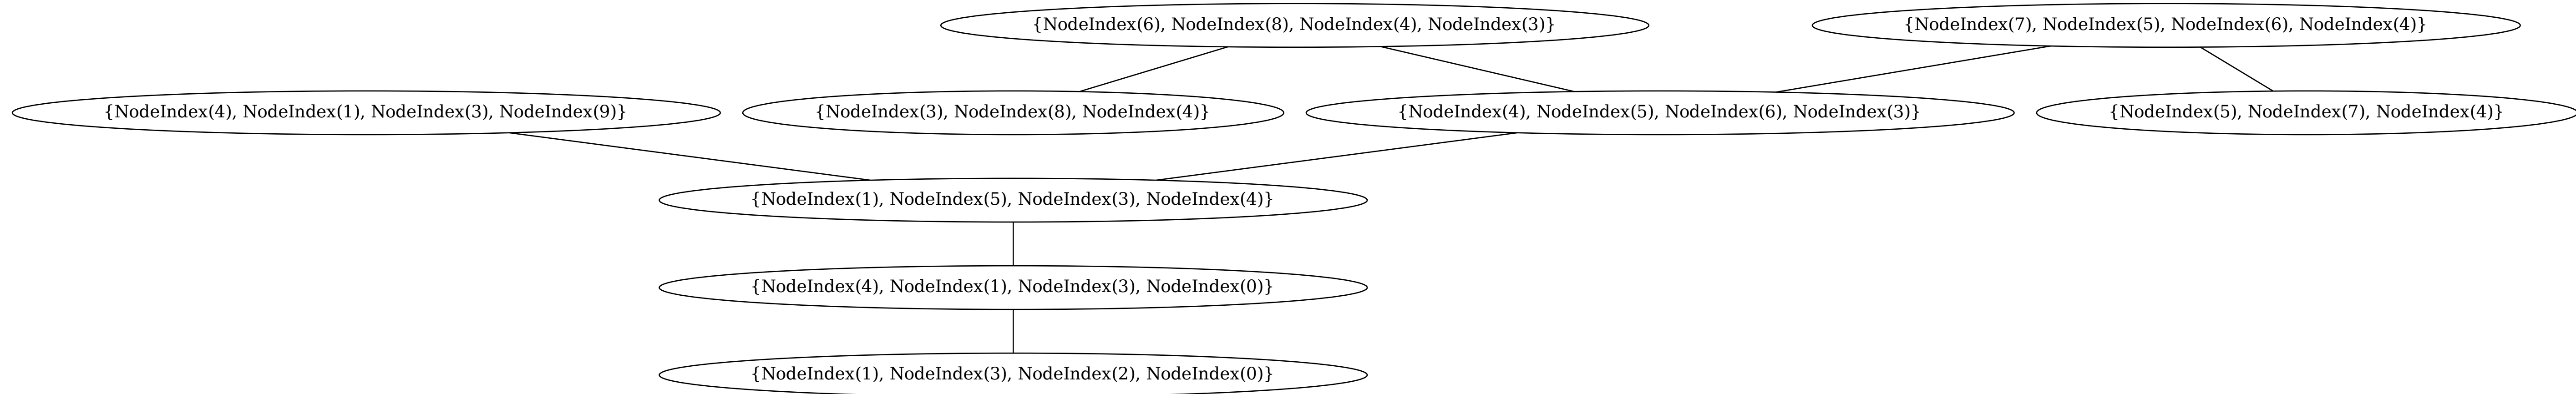 {NodeIndex(6), NodeIndex(8), NodeIndex(4), NodeIndex(3)}
{NodeIndex(7), NodeIndex(5), NodeIndex(6), NodeIndex(4)}
{NodeIndex(4), NodeIndex(1), NodeIndex(3), NodeIndex(9)}
{NodeIndex(3), NodeIndex(8), NodeIndex(4)}
{NodeIndex(4), NodeIndex(5), NodeIndex(6), NodeIndex(3)}
{NodeIndex(5), NodeIndex(7), NodeIndex(4)}
{NodeIndex(1), NodeIndex(5), NodeIndex(3), NodeIndex(4)}
{NodeIndex(4), NodeIndex(1), NodeIndex(3), NodeIndex(0)}
{NodeIndex(1), NodeIndex(3), NodeIndex(2), NodeIndex(0)}